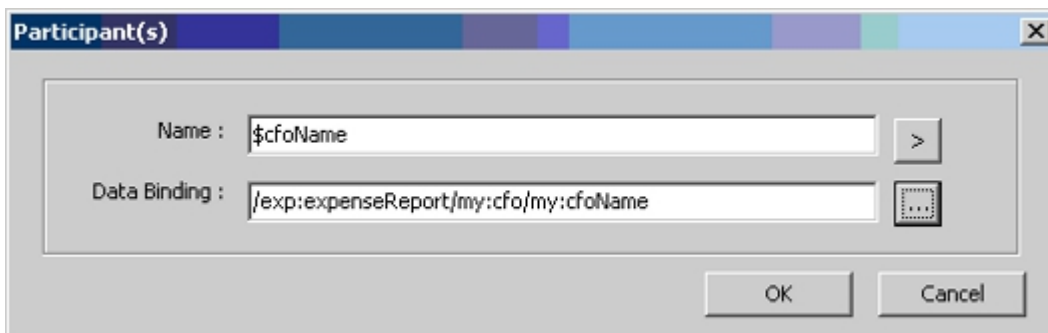 Participant(s)
Name : $cfoName >
Data Binding : /exp:expenseReport/my:cfo/my:cfoName ...
OK Cancel